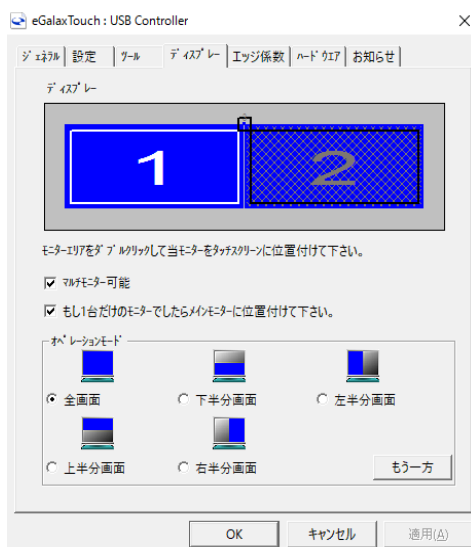 eGalaxTouch : USB Controller
ジェネラル 設定 ツール ディスプレー エッジ係数 ハードウェア お知らせ
ディスプレー
1 2
モニターエリアをダブルクリックして当モニターをタッチスクリーンに位置付けて下さい。
マルチモニター可能
もし1台だけのモニターでしたらメインモニターに位置付けて下さい。
オペレーションモード
全画面 下半分画面 左半分画面
上半分画面 右半分画面 もう一方
OK キャンセル 適用(A)